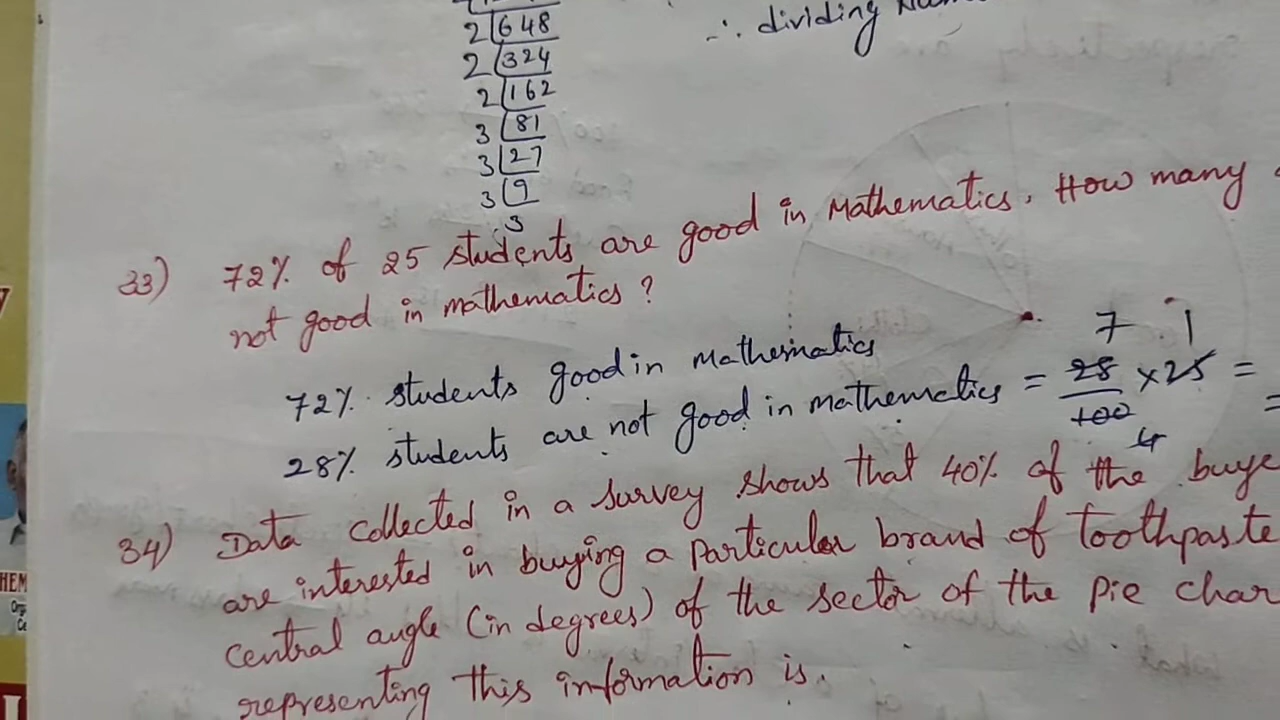 2 648
∴ dividing
2 324
2 162
3 81
3 27
3 9
3
33) 72% of 25 students are good in Mathematics. How many
not good in mathematics?
72% students good in Mathematics
28% students are not good in mathematics = 28/100 × 25 =
7 1
4
=
34) Data collected in a survey shows that 40% of the buye
are interested in buying a particular brand of toothpaste
central angle (in degrees) of the sector of the pie char
representing this information is.
HEM